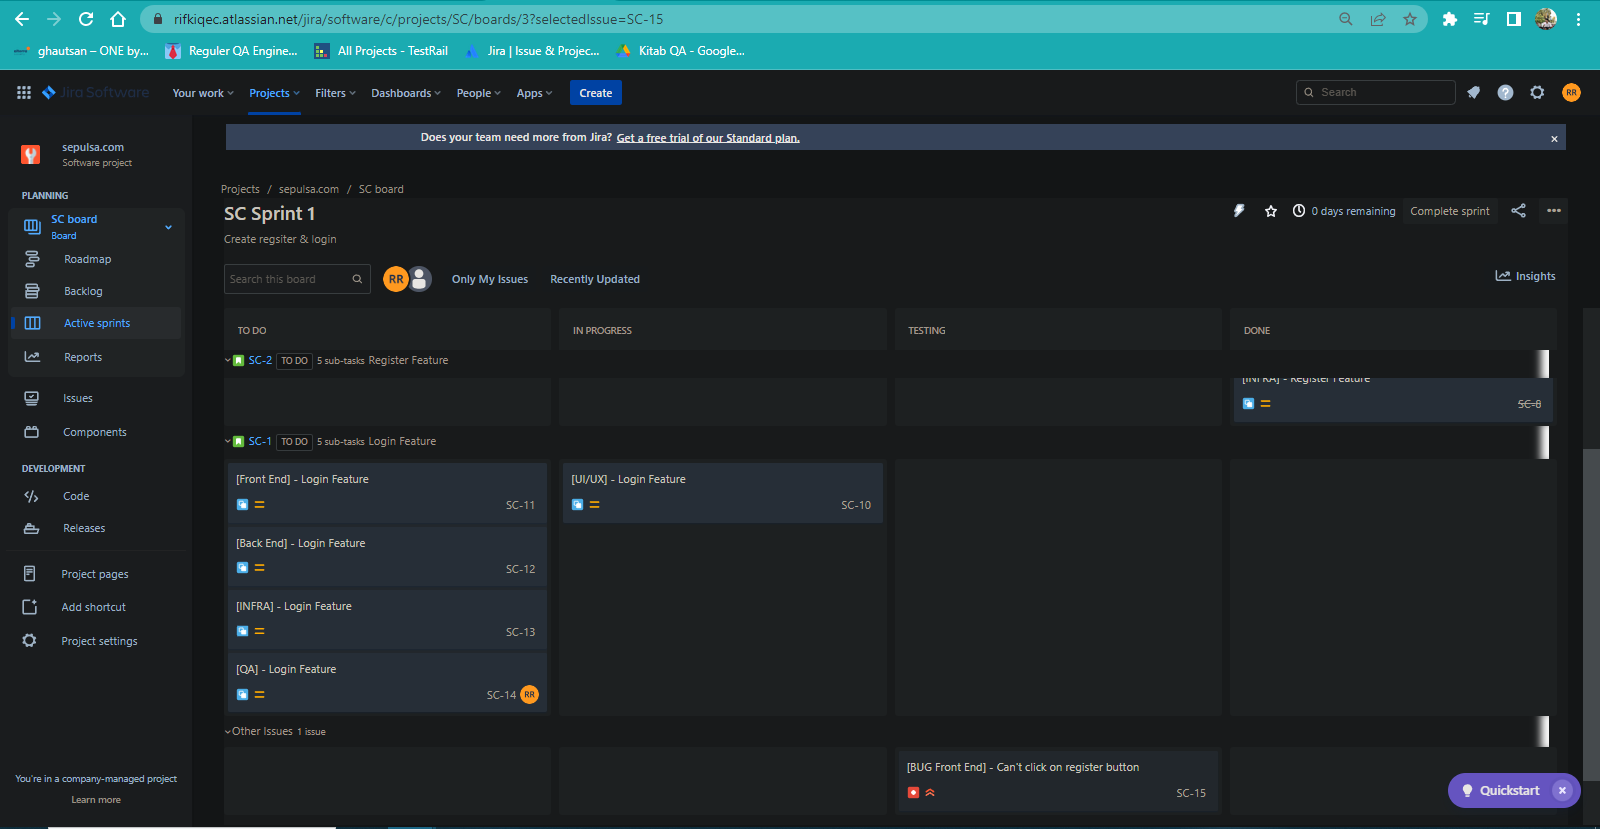 rifkiqec.atlassian.net/jira/software/c/projects/SC/boards/3?selectedIssue=SC-15
ghautsan – ONE by... Reguler QA Engine... All Projects - TestRail Jira | Issue & Projec... Kitab QA - Google...
Jira Software Your work Projects Filters Dashboards People Apps Create Search RR
Does your team need more from Jira? Get a free trial of our Standard plan.
sepulsa.com
Software project
PLANNING
SC board
Board
Roadmap
Backlog
Active sprints
Reports
Issues
Components
DEVELOPMENT
Code
Releases
Project pages
Add shortcut
Project settings
You're in a company-managed project
Learn more
Projects / sepulsa.com / SC board
SC Sprint 1
0 days remaining Complete sprint
Create regsiter & login
Search this board RR Only My Issues Recently Updated Insights
TO DO IN PROGRESS TESTING DONE
SC-2 TO DO 5 sub-tasks Register Feature
[INFRA] - Register Feature
SC-8
SC-1 TO DO 5 sub-tasks Login Feature
[Front End] - Login Feature
SC-11
[UI/UX] - Login Feature
SC-10
[Back End] - Login Feature
SC-12
[INFRA] - Login Feature
SC-13
[QA] - Login Feature
SC-14 RR
Other Issues 1 issue
[BUG Front End] - Can't click on register button
SC-15
Quickstart